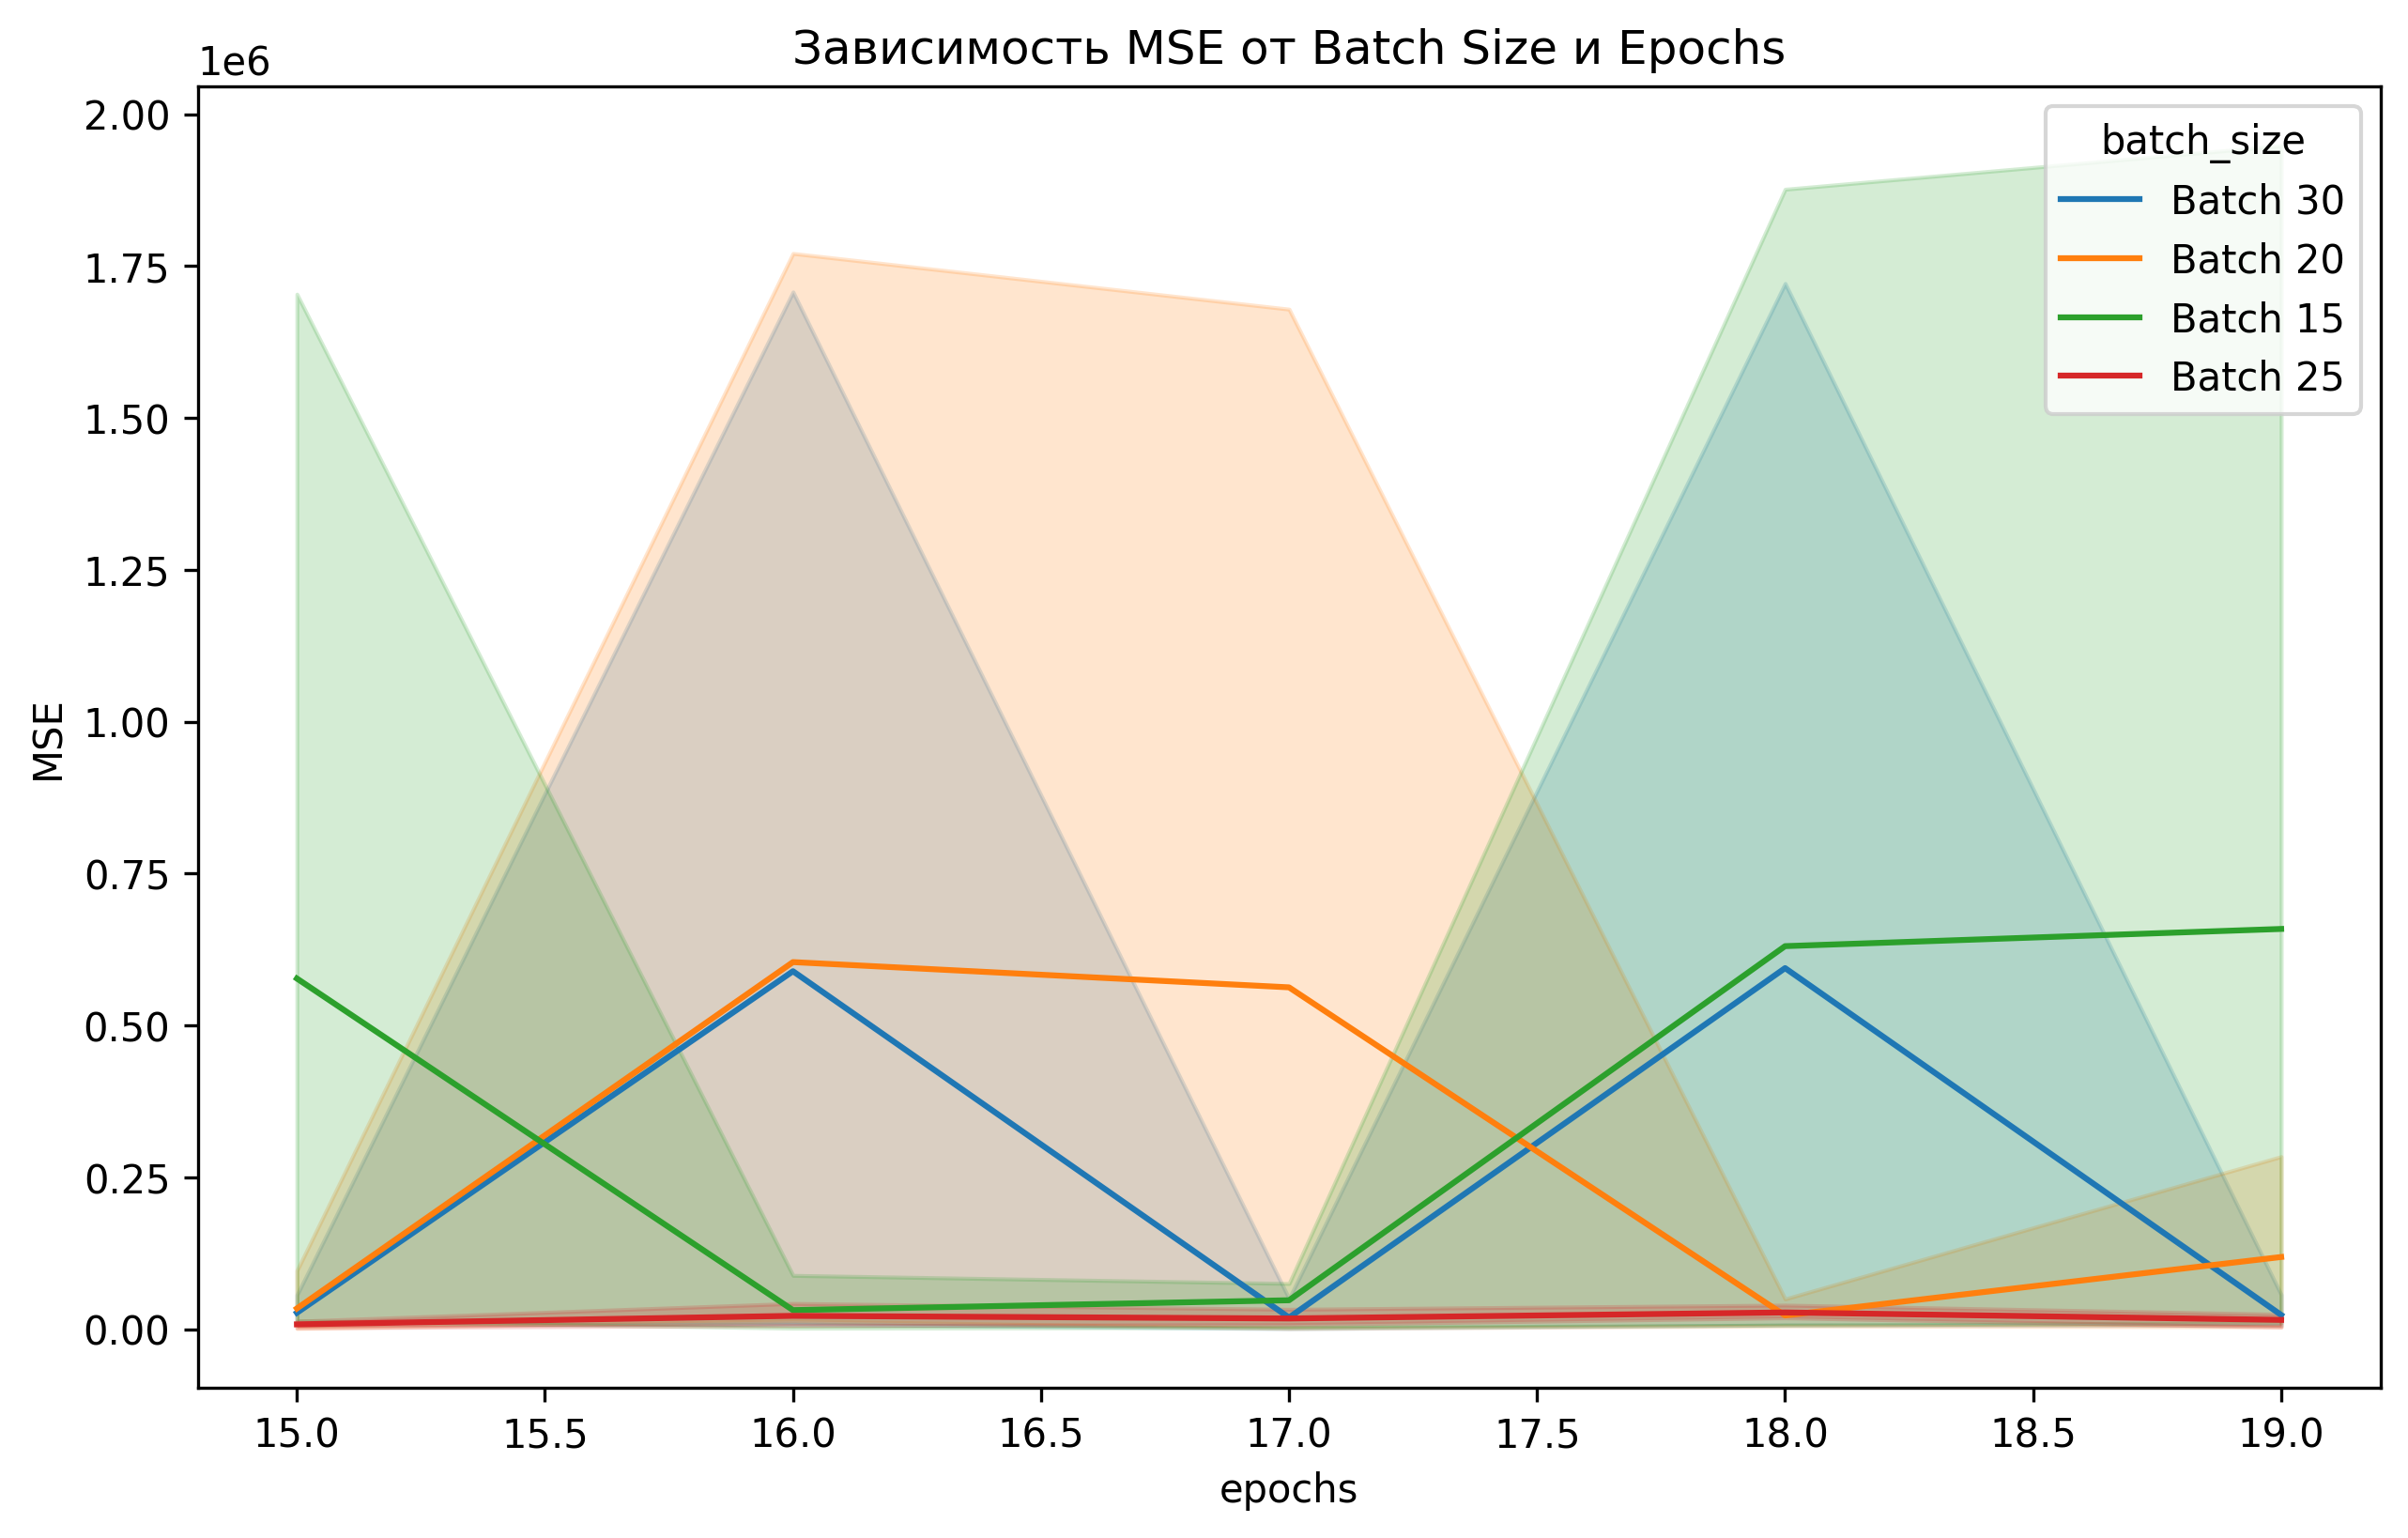 Зависимость MSE от Batch Size и Epochs
1e6
2.00
1.75
1.50
1.25
1.00
0.75
0.50
0.25
0.00
MSE
batch_size
Batch 30
Batch 20
Batch 15
Batch 25
15.0 15.5 16.0 16.5 17.0 17.5 18.0 18.5 19.0
epochs